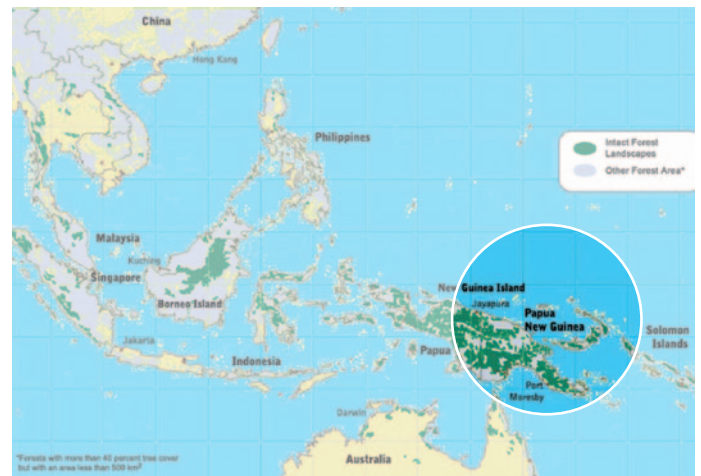 China
Hong Kong
Philippines
Intact Forest
Landscapes
Other Forest Area*
Malaysia
Kuching
Singapore
Borneo Island
New Guinea Island
Jayapura
Papua
New Guinea
Solomon
Islands
Jakarta
Indonesia
Papua
Port
Moresby
Darwin
Australia
*Forests with more than 40 percent tree cover
but with an area less than 500 km²